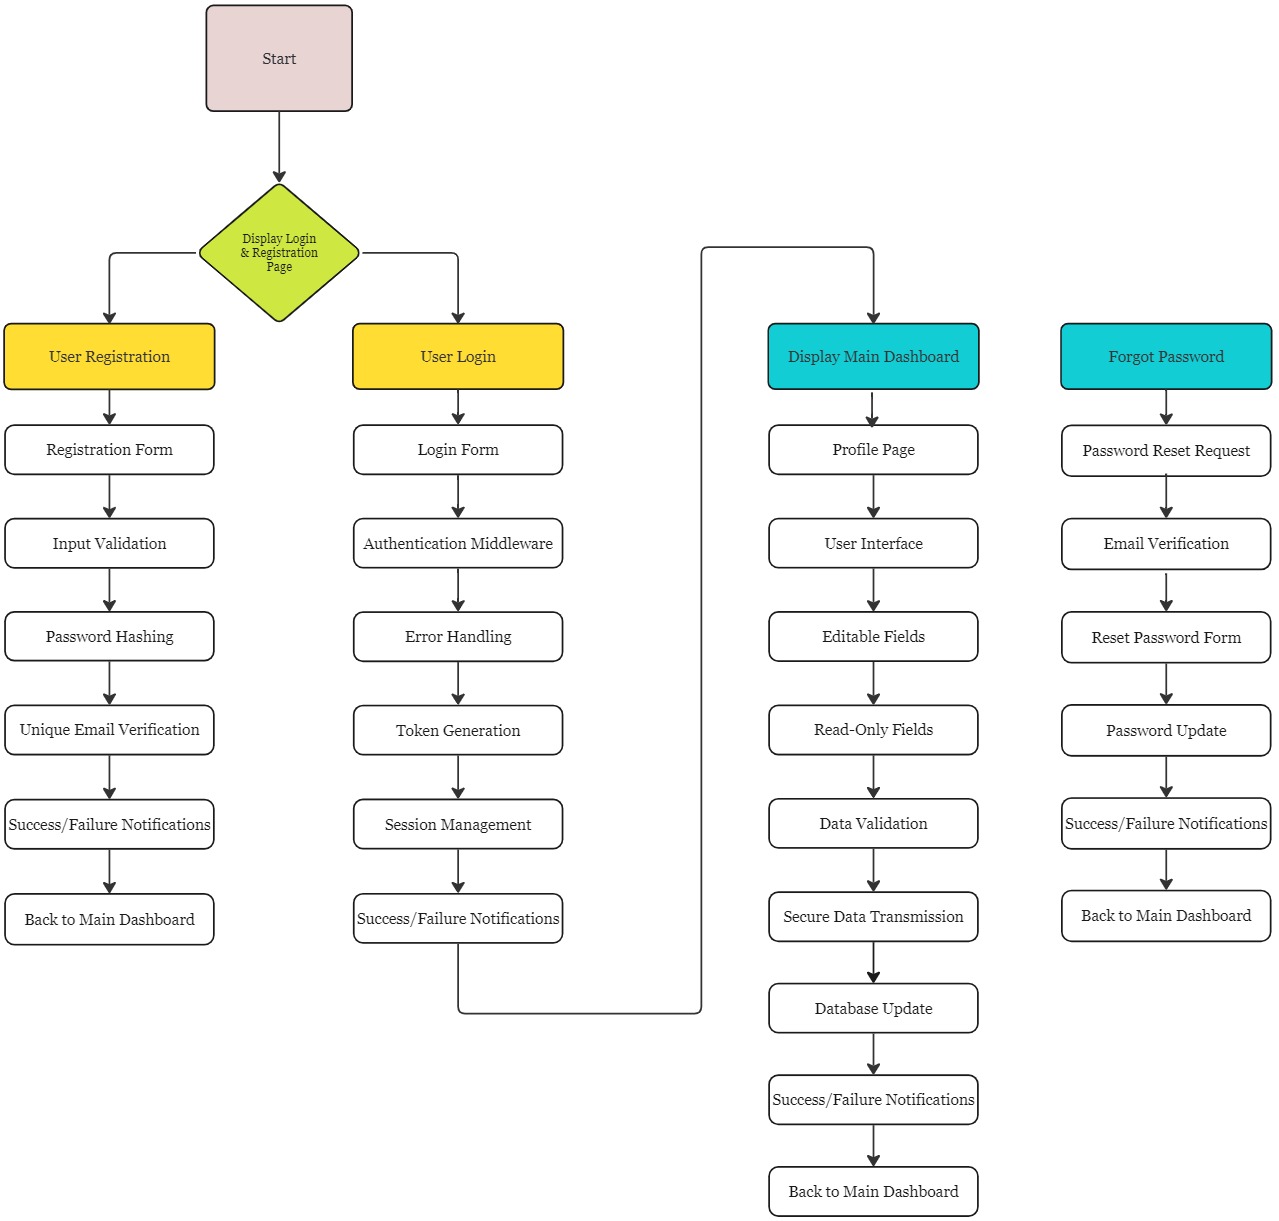 Start
Display Login
& Registration
Page
User Registration
Registration Form
Input Validation
Password Hashing
Unique Email Verification
Success/Failure Notifications
Back to Main Dashboard
User Login
Login Form
Authentication Middleware
Error Handling
Token Generation
Session Management
Success/Failure Notifications
Display Main Dashboard
Profile Page
User Interface
Editable Fields
Read-Only Fields
Data Validation
Secure Data Transmission
Database Update
Success/Failure Notifications
Back to Main Dashboard
Forgot Password
Password Reset Request
Email Verification
Reset Password Form
Password Update
Success/Failure Notifications
Back to Main Dashboard